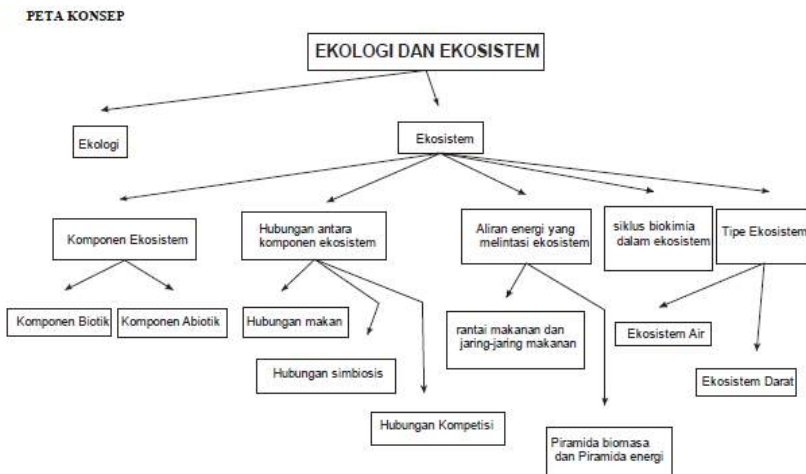 PETA KONSEP
EKOLOGI DAN EKOSISTEM
Ekologi
Ekosistem
Komponen Ekosistem
Hubungan antara
komponen ekosistem
Aliran energi yang
melintasi ekosistem
siklus biokimia
dalam ekosistem
Tipe Ekosistem
Komponen Biotik
Komponen Abiotik
Hubungan makan
Hubungan simbiosis
Hubungan Kompetisi
rantai makanan dan
jaring-jaring makanan
Piramida biomasa
dan Piramida energi
Ekosistem Air
Ekosistem Darat